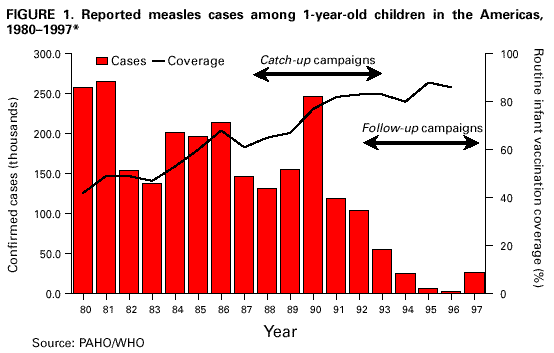 FIGURE 1. Reported measles cases among 1-year-old children in the Americas,
1980–1997*
Cases
Coverage
Catch-up campaigns
Follow-up campaigns
Confirmed cases (thousands)
300.0
250.0
200.0
150.0
100.0
50.0
0.0
Routine infant vaccination
coverage (%)
100
80
60
40
20
0
80 81 82 83 84 85 86 87 88 89 90 91 92 93 94 95 96 97
Year
Source: PAHO/WHO